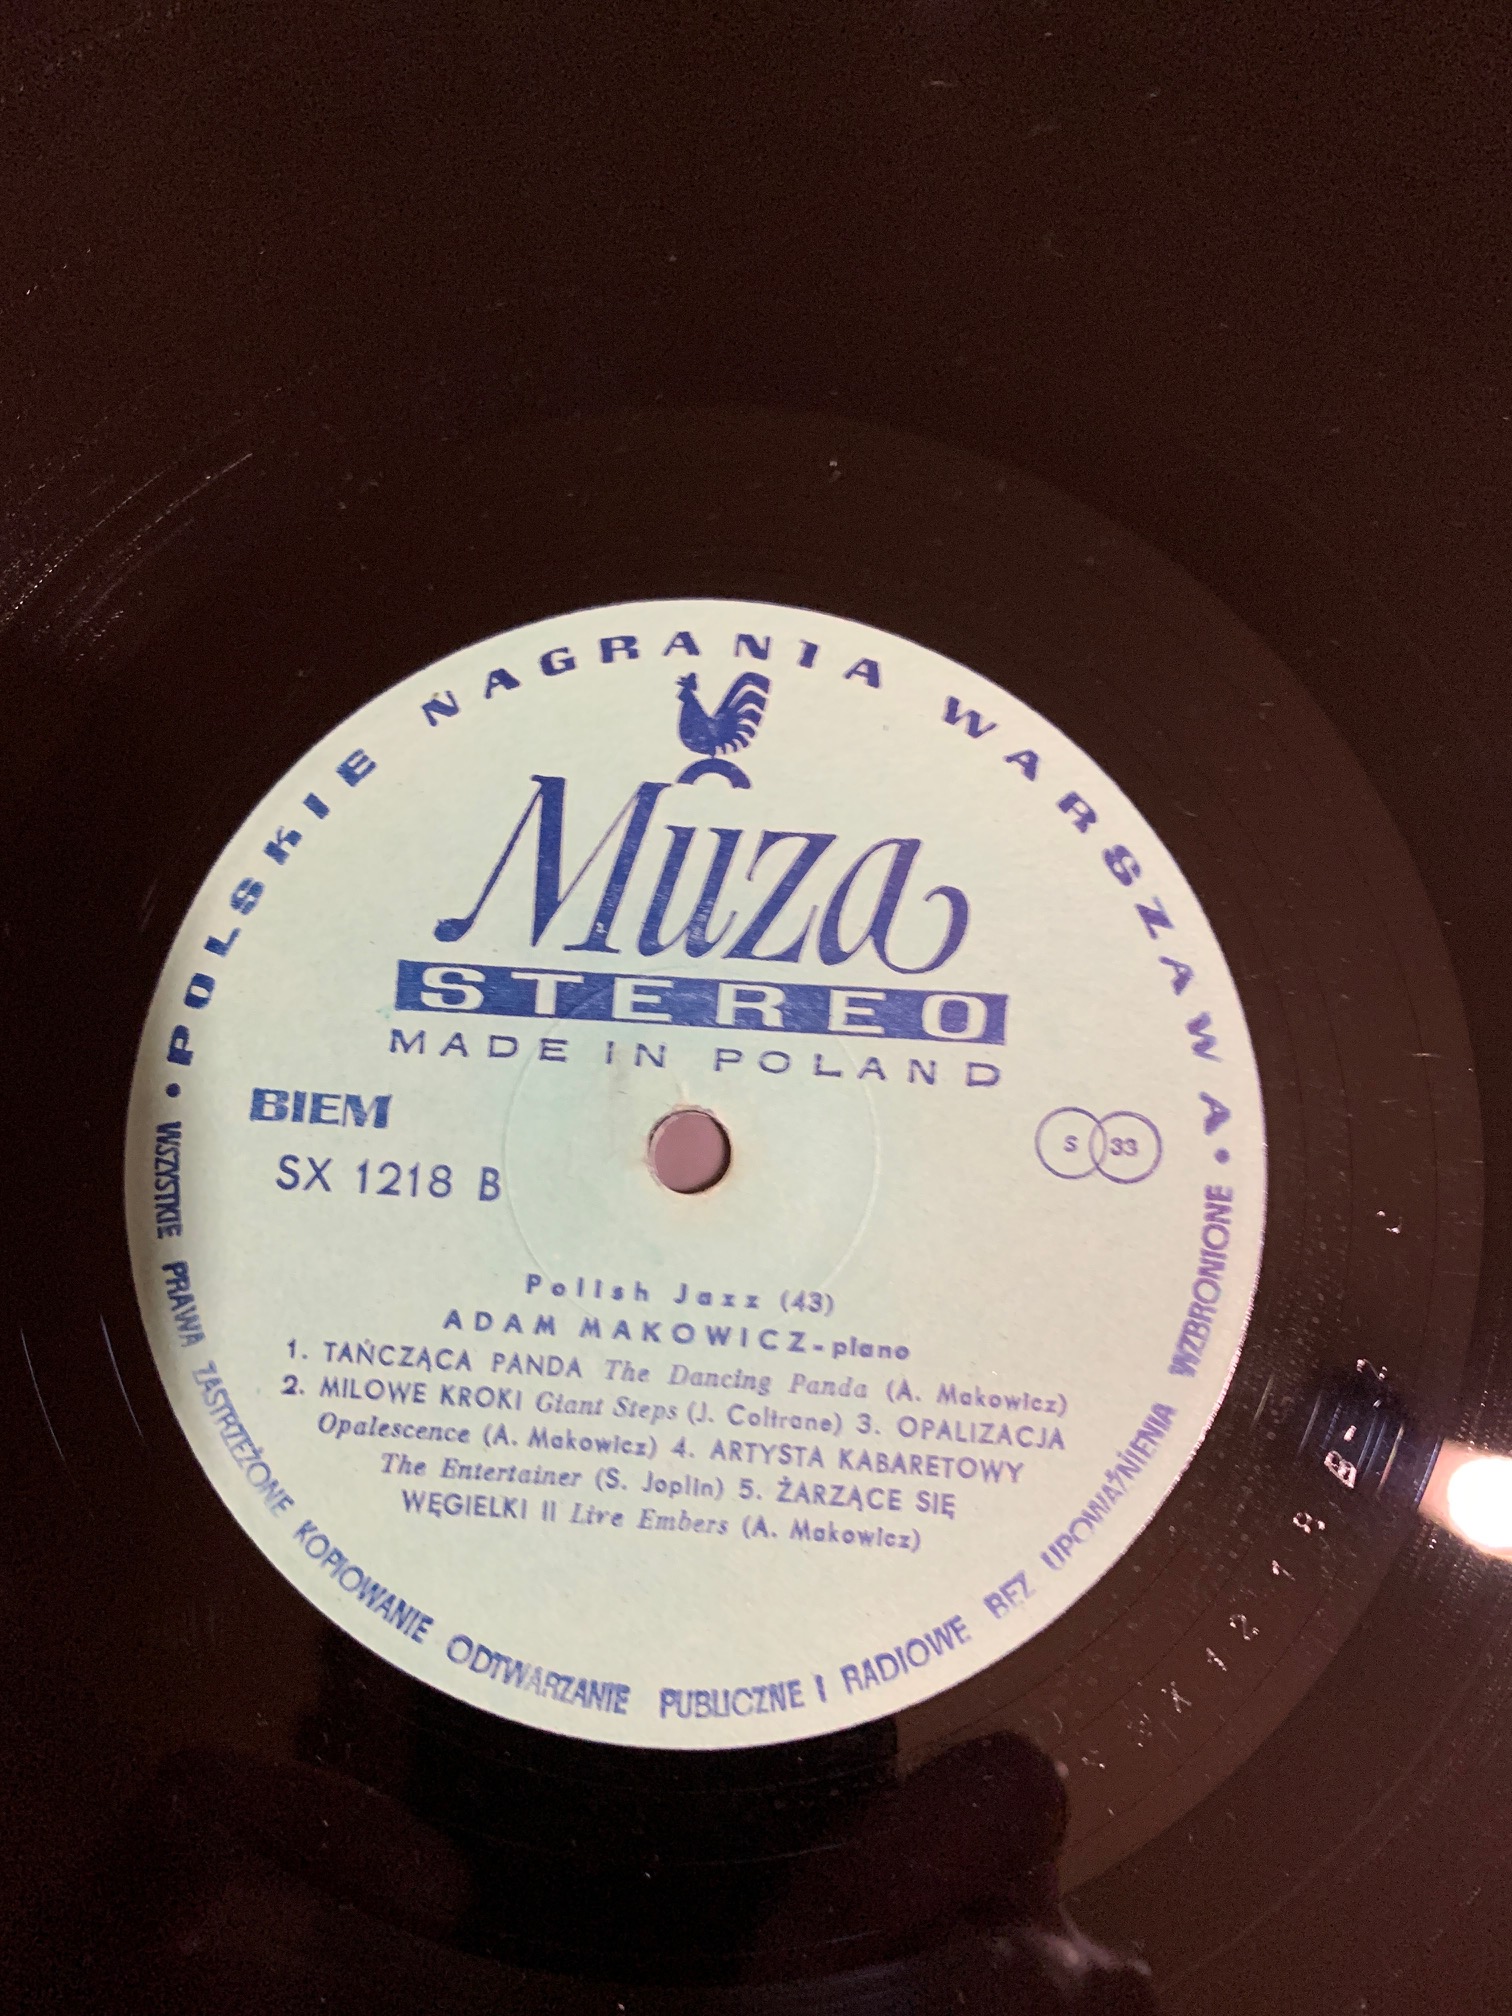 POLSKIE NAGRANIA WARSZAWA
Muza
STEREO
MADE IN POLAND
BIEM
SX 1218 B
S 33
Polish Jazz (43)
ADAM MAKOWICZ-piano
1. TAŃCZĄCA PANDA The Dancing Panda (A. Makowicz)
2. MILOWE KROKI Giant Steps (J. Coltrane) 3. OPALIZACJA
Opalescence (A. Makowicz) 4. ARTYSTA KABARETOWY
The Entertainer (S. Joplin) 5. ŻARZĄCE SIĘ
WĘGIELKI II Live Embers (A. Makowicz)
• WSZYSTKIE PRAWA ZASTRZEŻONE KOPIOWANIE ODTWARZANIE PUBLICZNE I RADIOWE BEZ UPOWAŻNIENIA WZBRONIONE •
SX 1218 B-2